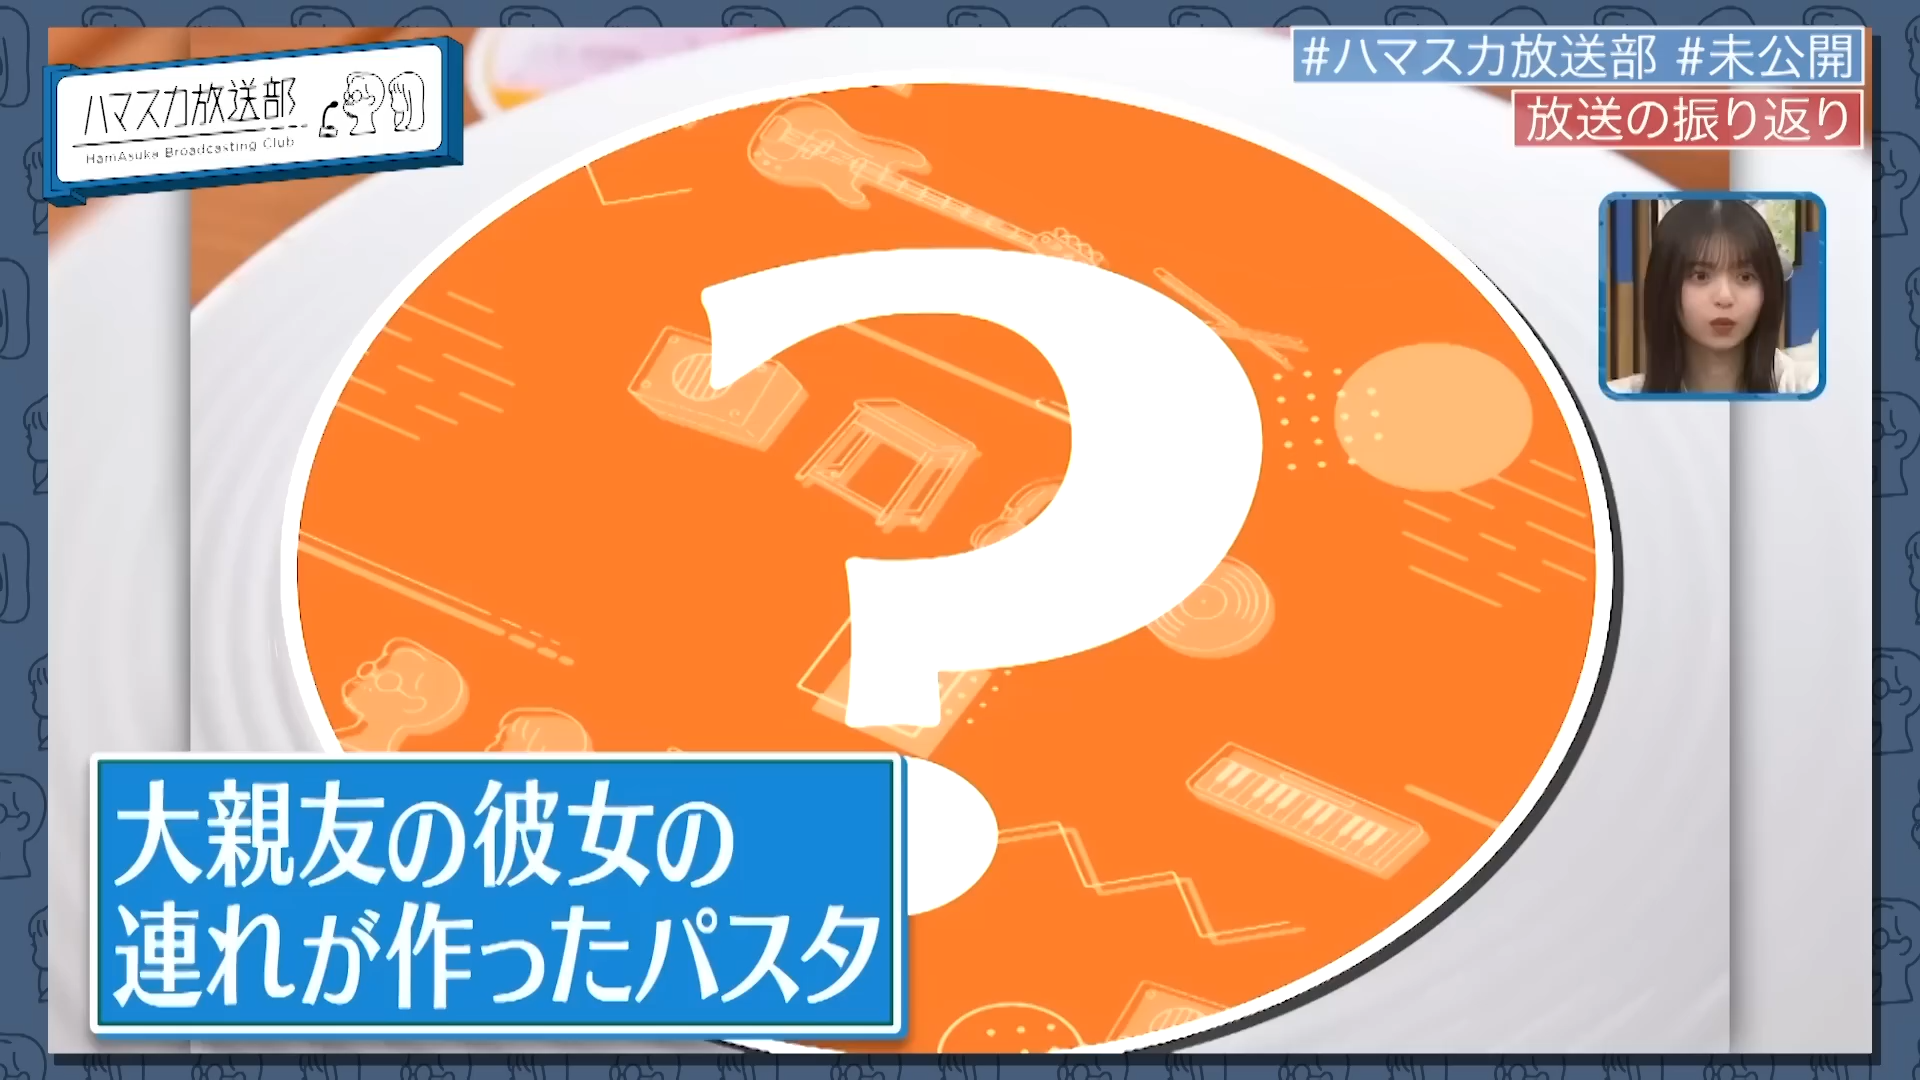 ハマスカ放送部
HamAsuka Broadcasting Club
#ハマスカ放送部 #未公開
放送の振り返り
?
大親友の彼女の
連れが作ったパスタ